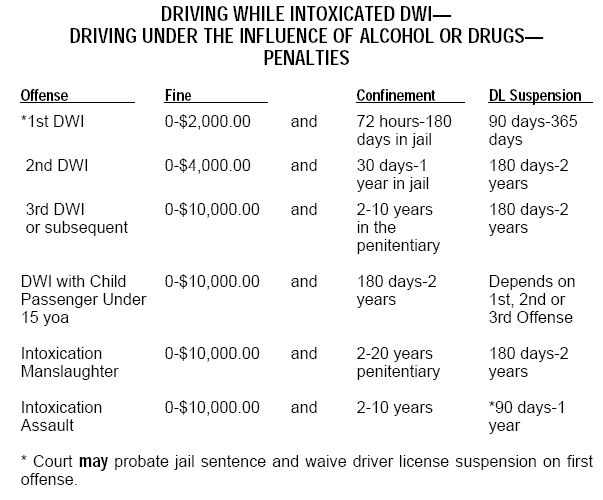 DRIVING WHILE INTOXICATED DWI—
DRIVING UNDER THE INFLUENCE OF ALCOHOL OR DRUGS—
PENALTIES
Offense Fine Confinement DL Suspension
*1st DWI 0-$2,000.00 and 72 hours-180 90 days-365
days in jail days
2nd DWI 0-$4,000.00 and 30 days-1 180 days-2
year in jail years
3rd DWI 0-$10,000.00 and 2-10 years 180 days-2
or subsequent in the years
penitentiary
DWI with Child 0-$10,000.00 and 180 days-2 Depends on
Passenger Under years 1st, 2nd or
15 yoa 3rd Offense
Intoxication 0-$10,000.00 and 2-20 years 180 days-2
Manslaughter penitentiary years
Intoxication 0-$10,000.00 and 2-10 years *90 days-1
Assault year
* Court may probate jail sentence and waive driver license suspension on first
offense.